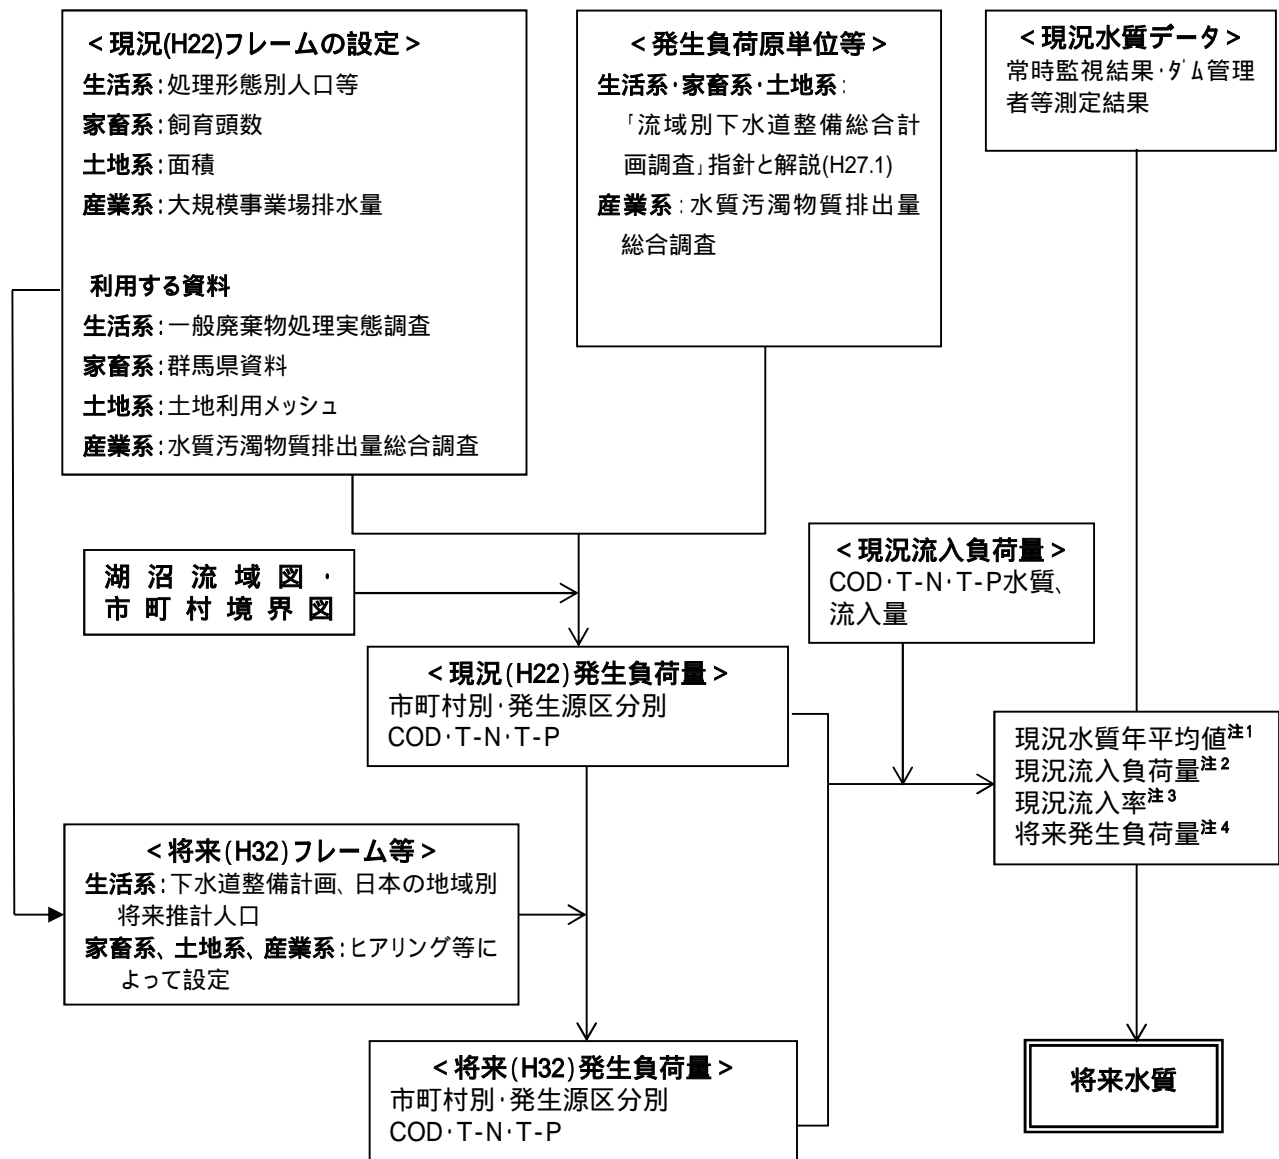 ＜現況(H22)フレームの設定＞
生活系：処理形態別人口等
家畜系：飼育頭数
土地系：面積
産業系：大規模事業場排水量
利用する資料
生活系：一般廃棄物処理実態調査
家畜系：群馬県資料
土地系：土地利用メッシュ
産業系：水質汚濁物質排出量総合調査
＜発生負荷原単位等＞
生活系・家畜系・土地系：
「流域別下水道整備総合計
画調査」指針と解説(H27.1)
産業系：水質汚濁物質排出量
総合調査
＜現況水質データ＞
常時監視結果・ダム管理
者等測定結果
湖沼流域図・
市町村境界図
＜現況流入負荷量＞
COD・T-N・T-P水質、
流入量
＜現況(H22)発生負荷量＞
市町村別・発生源区分別
COD・T-N・T-P
現況水質年平均値注1
現況流入負荷量注2
現況流入率注3
将来発生負荷量注4
＜将来(H32)フレーム等＞
生活系：下水道整備計画、日本の地域別
将来推計人口
家畜系、土地系、産業系：ヒアリング等に
よって設定
＜将来(H32)発生負荷量＞
市町村別・発生源区分別
COD・T-N・T-P
将来水質